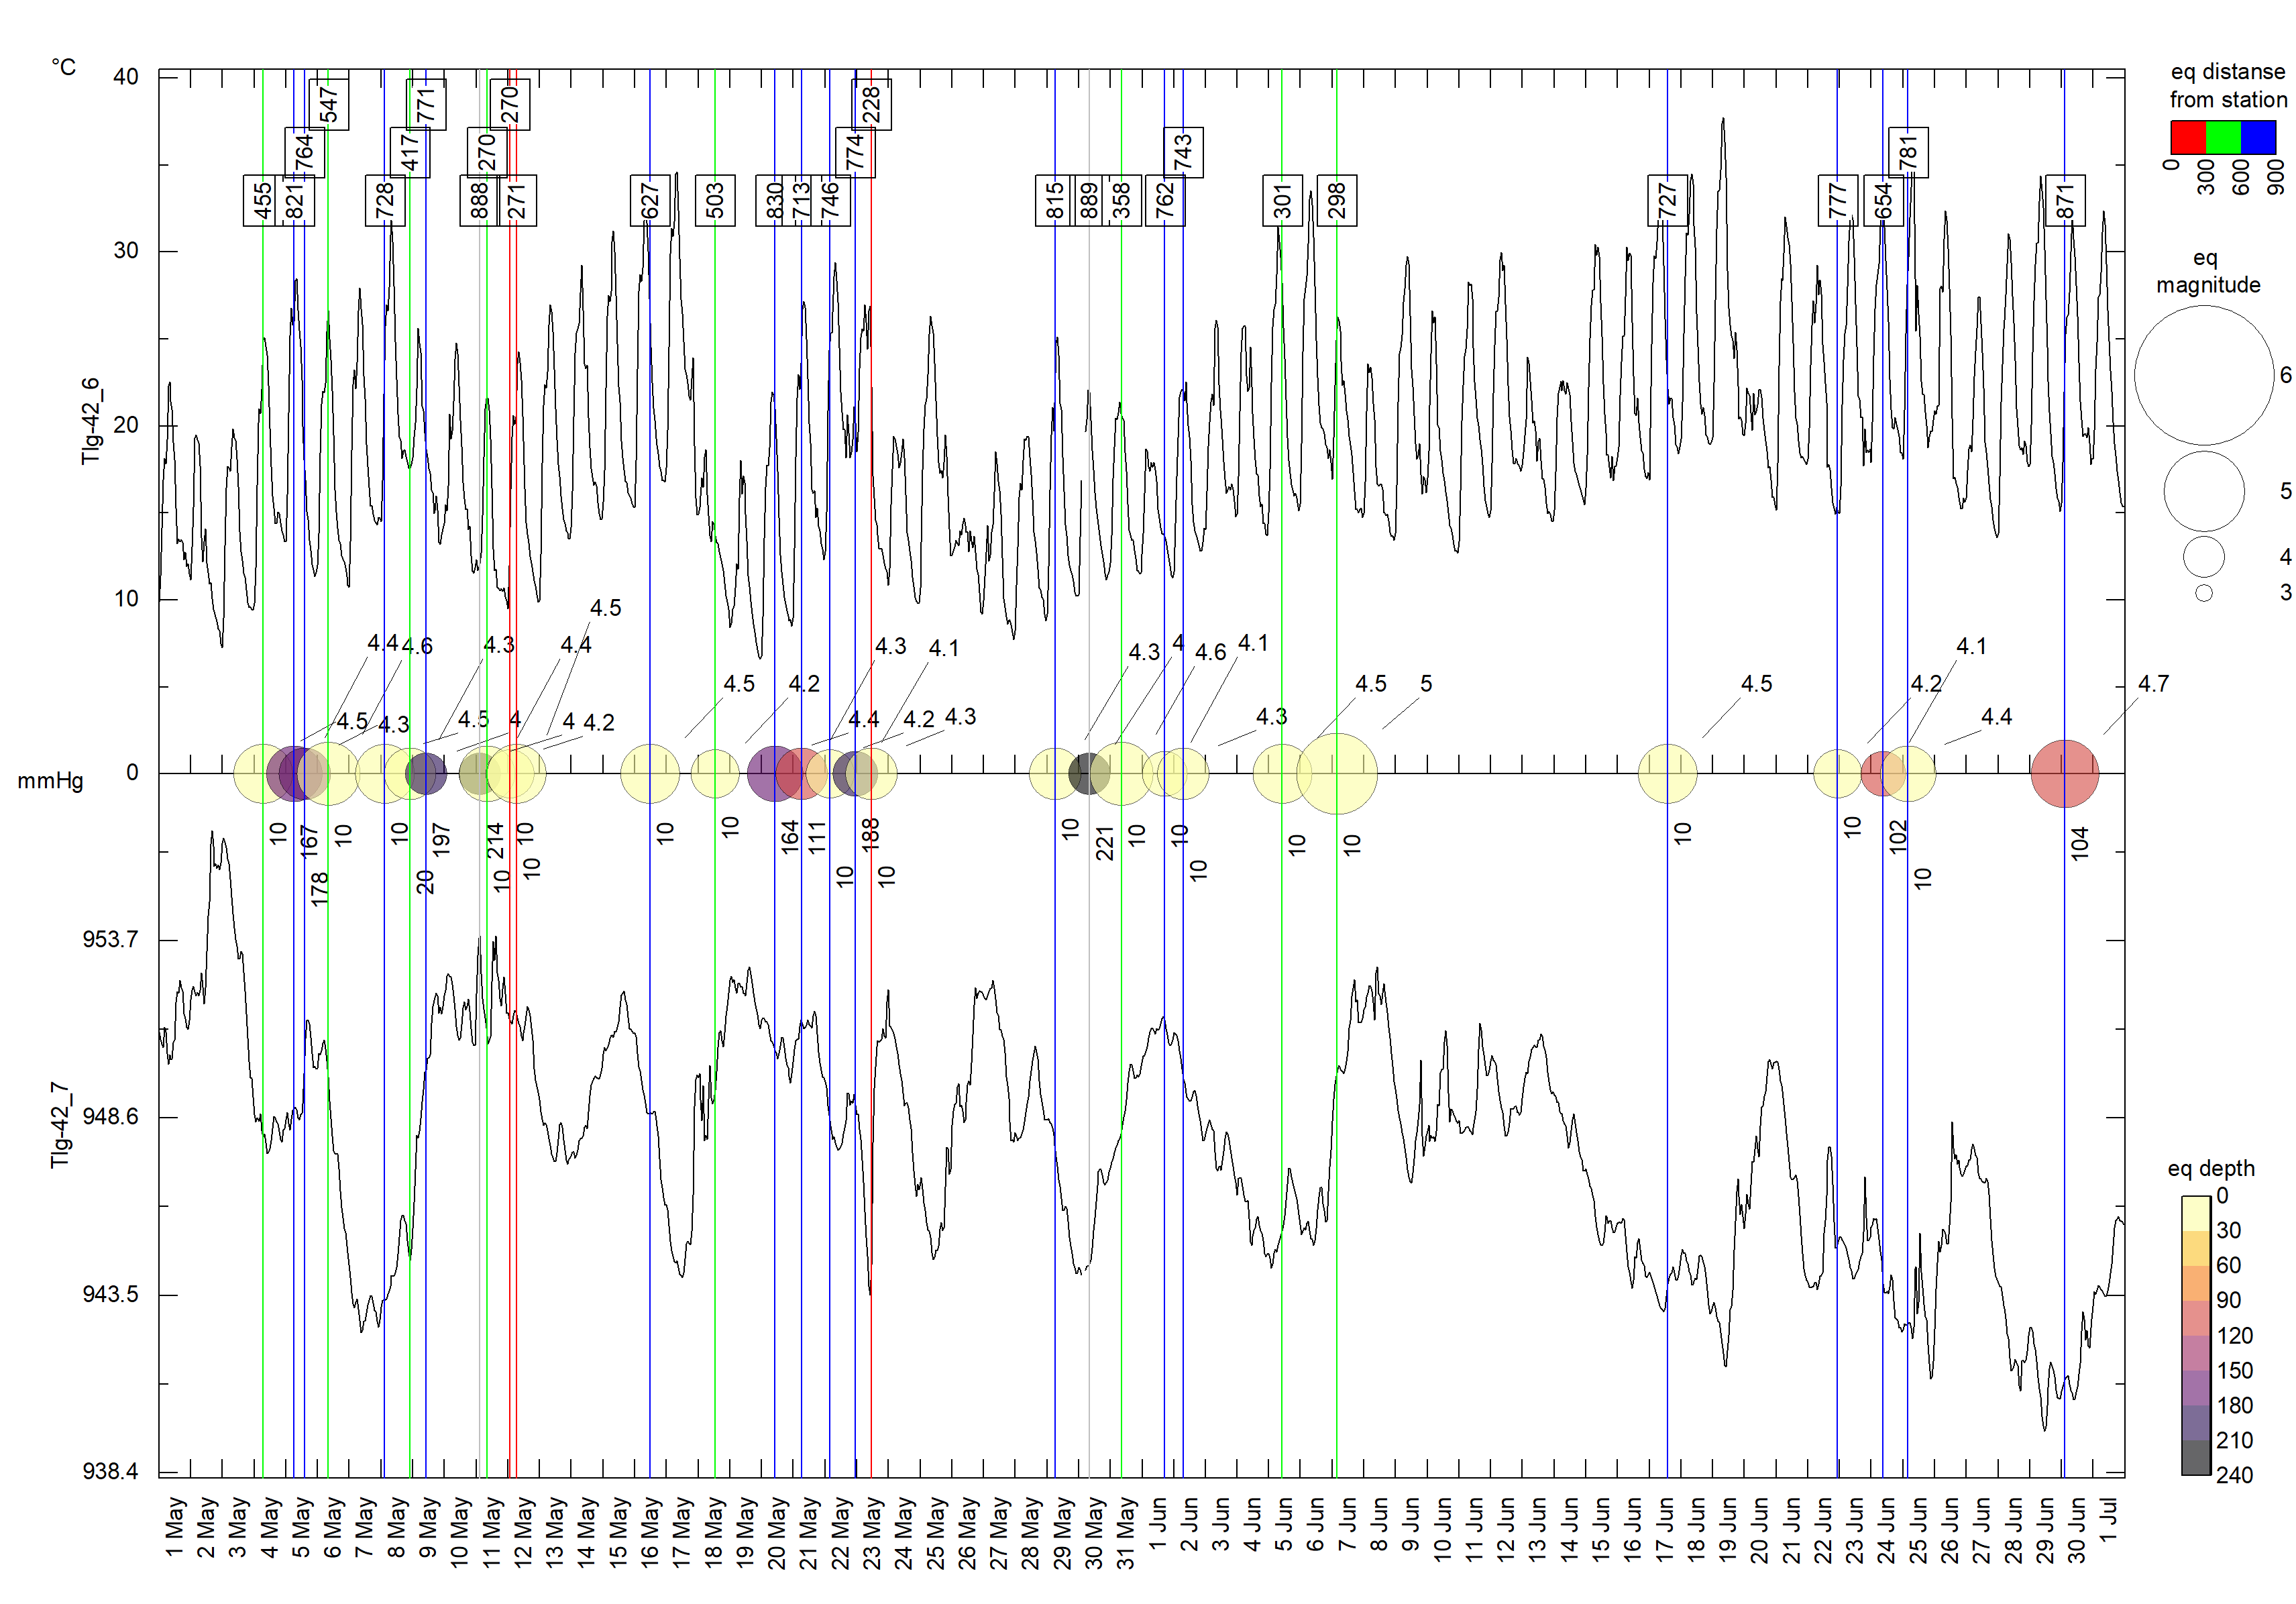 °C
40
30
20
10
0
Tlg-42_6
mmHg
953.7
948.6
943.5
938.4
Tlg-42_7
547
771
270
228
764
417
270
774
743
781
455
821
728
888
271
627
503
830
713
746
815
889
358
762
301
298
727
777
654
871
4.5
4.4
4.6
4.3
4.4
4.3
4.1
4.3
4
4.6
4.1
4.1
4.5
4.2
4.5
5
4.5
4.2
4.7
4.5
4.3
4.5
4
4
4.2
4.4
4.2
4.3
4.3
4.4
10
167
178
10
10
20
197
214
10
10
10
10
10
164
111
10
188
10
10
221
10
10
10
10
10
10
10
102
10
104
1 May
2 May
3 May
4 May
5 May
6 May
7 May
8 May
9 May
10 May
11 May
12 May
13 May
14 May
15 May
16 May
17 May
18 May
19 May
20 May
21 May
22 May
23 May
24 May
25 May
26 May
27 May
28 May
29 May
30 May
31 May
1 Jun
2 Jun
3 Jun
4 Jun
5 Jun
6 Jun
7 Jun
8 Jun
9 Jun
10 Jun
11 Jun
12 Jun
13 Jun
14 Jun
15 Jun
16 Jun
17 Jun
18 Jun
19 Jun
20 Jun
21 Jun
22 Jun
23 Jun
24 Jun
25 Jun
26 Jun
27 Jun
28 Jun
29 Jun
30 Jun
1 Jul
eq distanse
from station
0
300
600
900
eq
magnitude
6
5
4
3
eq depth
0
30
60
90
120
150
180
210
240